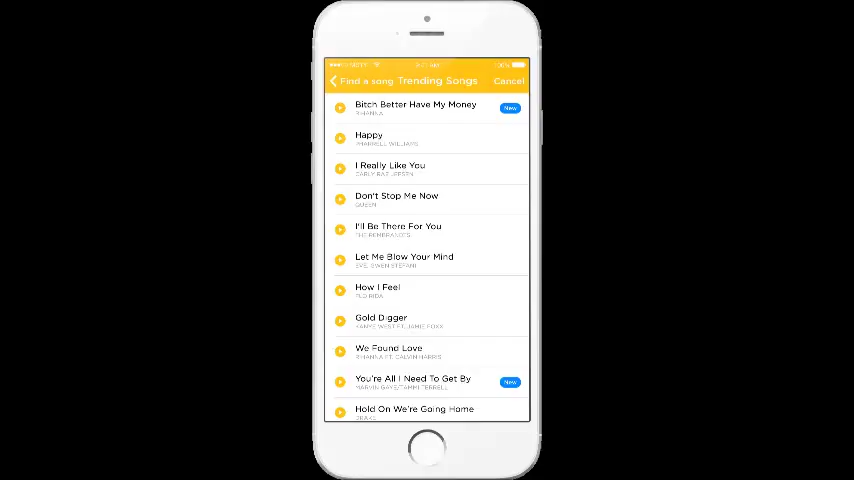 100%
Find a song Trending Songs Cancel
Bitch Better Have My Money
RIHANNA
New
Happy
PHARRELL WILLIAMS
I Really Like You
CARLY RAE JEPSEN
Don't Stop Me Now
QUEEN
I'll Be There For You
THE REMBRANDTS
Let Me Blow Your Mind
EVE, GWEN STEFANI
How I Feel
FLO RIDA
Gold Digger
KANYE WEST FT. JAMIE FOXX
We Found Love
RIHANNA FT. CALVIN HARRIS
You're All I Need To Get By
MARVIN GAYE/TAMMI TERRELL
New
Hold On We're Going Home
DRAKE